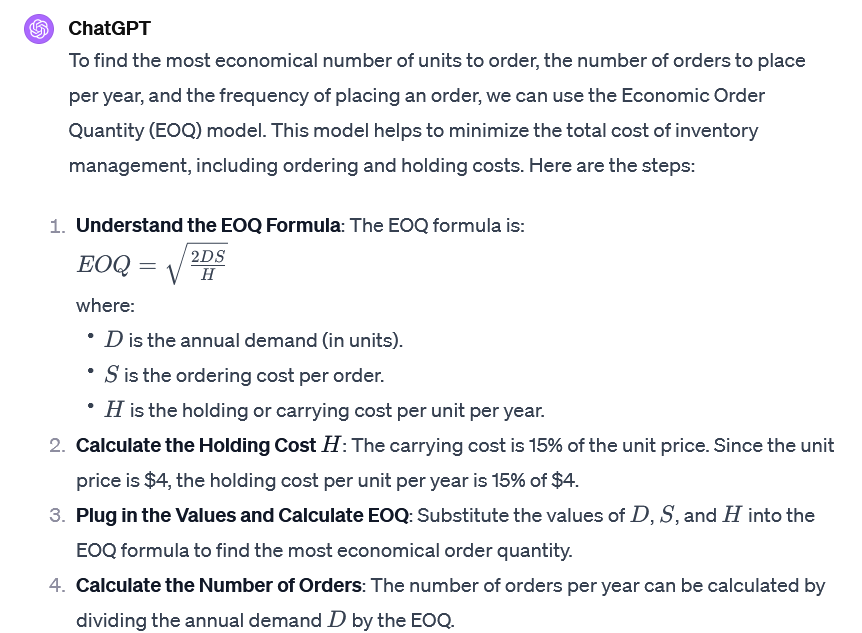 ChatGPT
To find the most economical number of units to order, the number of orders to place
per year, and the frequency of placing an order, we can use the Economic Order
Quantity (EOQ) model. This model helps to minimize the total cost of inventory
management, including ordering and holding costs. Here are the steps:
1. Understand the EOQ Formula: The EOQ formula is:
EOQ = √(2DS/H)
where:
• D is the annual demand (in units).
• S is the ordering cost per order.
• H is the holding or carrying cost per unit per year.
2. Calculate the Holding Cost H: The carrying cost is 15% of the unit price. Since the unit
price is $4, the holding cost per unit per year is 15% of $4.
3. Plug in the Values and Calculate EOQ: Substitute the values of D, S, and H into the
EOQ formula to find the most economical order quantity.
4. Calculate the Number of Orders: The number of orders per year can be calculated by
dividing the annual demand D by the EOQ.